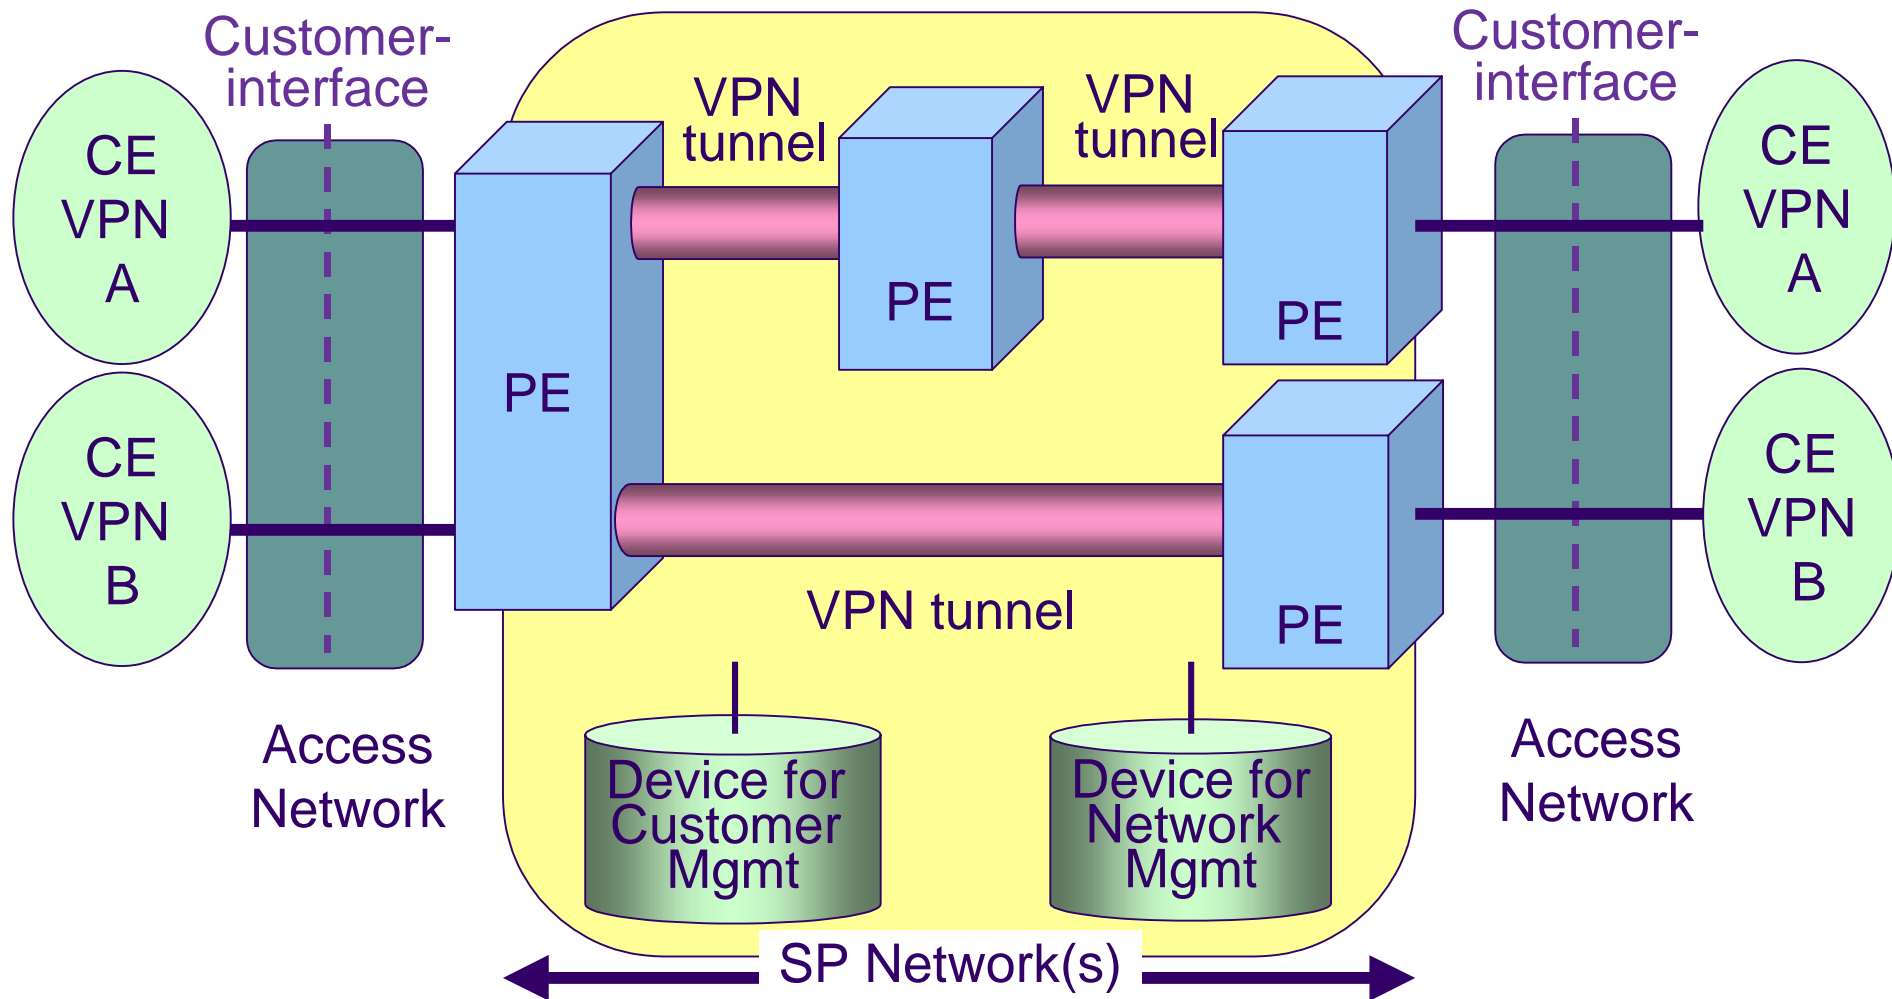 Customer-
interface
Customer-
interface
VPN
tunnel
VPN
tunnel
CE
VPN
A
CE
VPN
A
PE
PE
PE
CE
VPN
B
CE
VPN
B
PE
VPN tunnel
Access
Network
Access
Network
Device for
Customer
Mgmt
Device for
Network
Mgmt
SP Network(s)